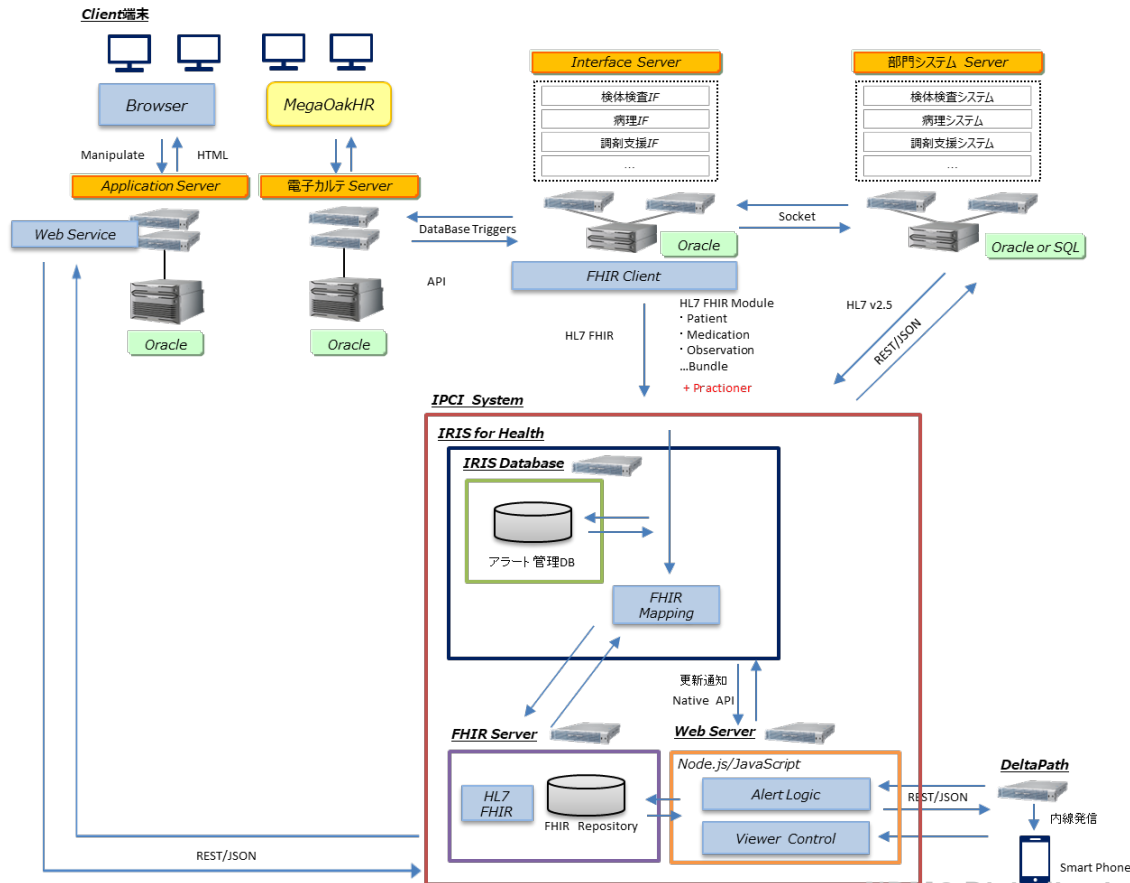 Client端末
Browser
MegaOakHR
Manipulate
HTML
Application Server
電子カルテ Server
Web Service
Oracle
Oracle
Interface Server
検体検査IF
病理IF
調剤支援IF
...
部門システム Server
検体検査システム
病理システム
調剤支援システム
...
DataBase Triggers
API
Socket
Oracle
Oracle or SQL
FHIR Client
HL7 FHIR
HL7 FHIR Module
・Patient
・Medication
・Observation
...Bundle
+ Practioner
HL7 v2.5
REST/JSON
IPCI System
IRIS for Health
IRIS Database
アラート管理DB
FHIR
Mapping
更新通知
Native API
FHIR Server
HL7
FHIR
FHIR Repository
Web Server
Node.js/JavaScript
Alert Logic
Viewer Control
REST/JSON
DeltaPath
内線発信
Smart Phone
REST/JSON